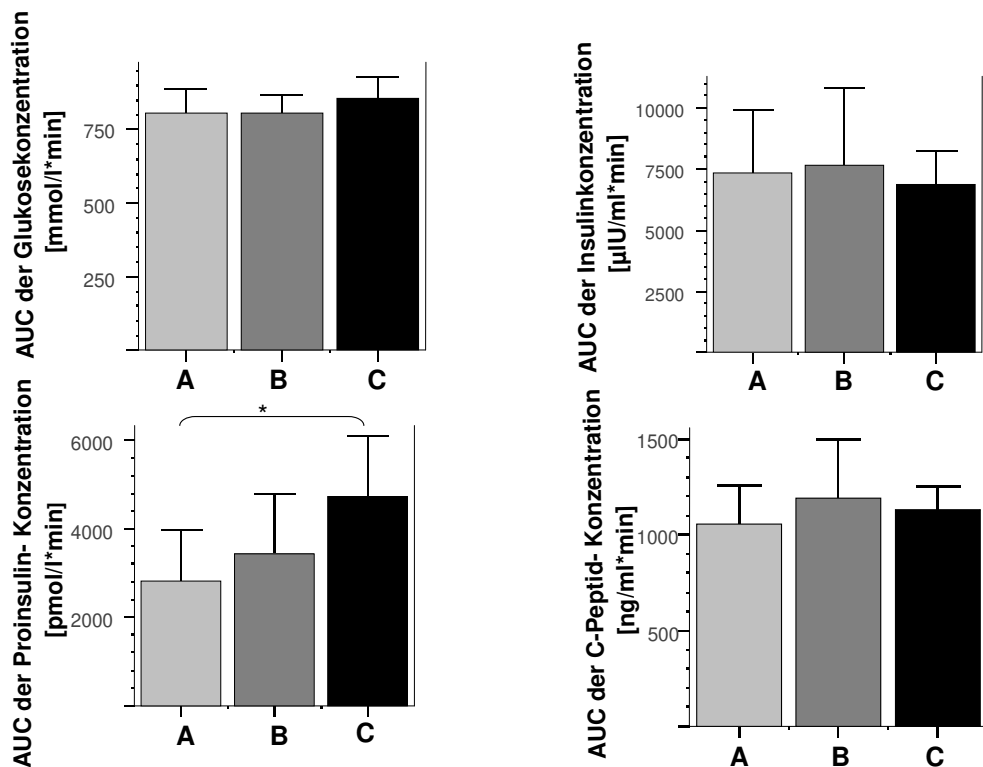 AUC der Glukosekonzentration
[mmol/l*min]
750
500
250
A B C
AUC der Insulinkonzentration
[µIU/ml*min]
10000
7500
5000
2500
A B C
AUC der Proinsulin- Konzentration
[pmol/l*min]
*
6000
4000
2000
A B C
AUC der C-Peptid- Konzentration
[ng/ml*min]
1500
1000
500
A B C